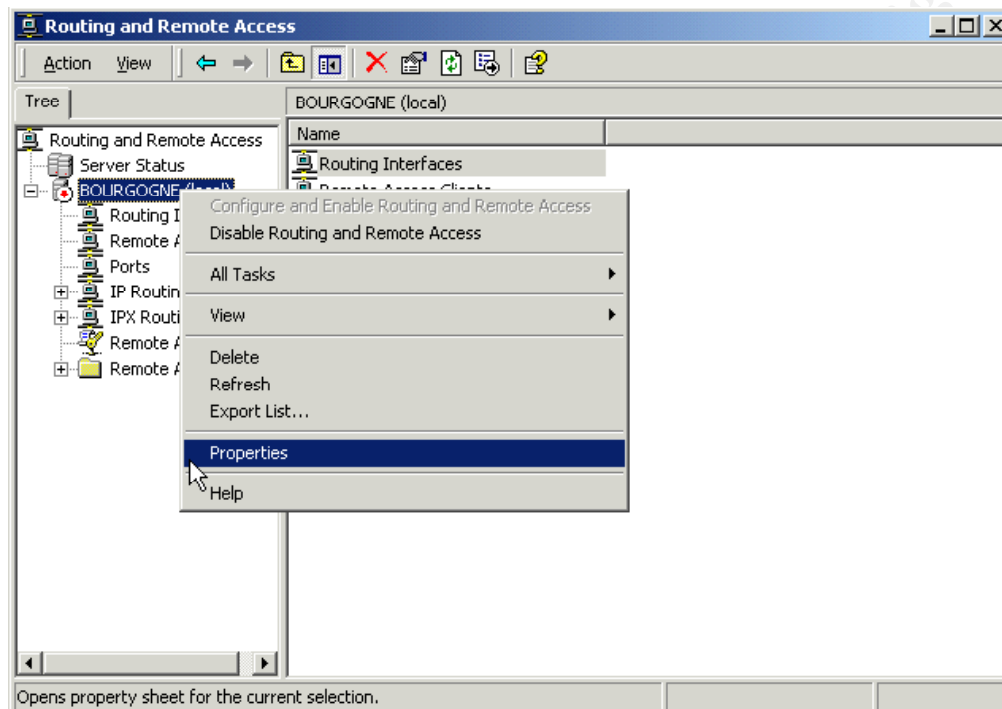 Routing and Remote Access
Action View
Tree
BOURGOGNE (local)
Name
Routing and Remote Access
Server Status
BOURGOGNE (local)
Routing I
Remote A
Ports
IP Routin
IPX Routi
Remote A
Remote A
Routing Interfaces
Remote Access Clients
Configure and Enable Routing and Remote Access
Disable Routing and Remote Access
All Tasks
View
Delete
Refresh
Export List...
Properties
Help
Opens property sheet for the current selection.